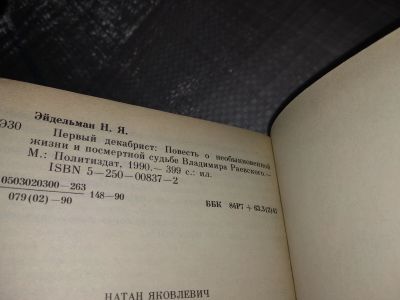 Эйдельман Н. Я.
Э30
Первый декабрист: Повесть о необыкновенной
жизни и посмертной судьбе Владимира Раевского.—
М.: Политиздат, 1990.— 399 с.: ил.
ISBN 5—250—00837—2
0503020300—263
148—90
079(02)—90
ББК 84Р7+63.3(2)47
НАТАН ЯКОВЛЕВИЧ